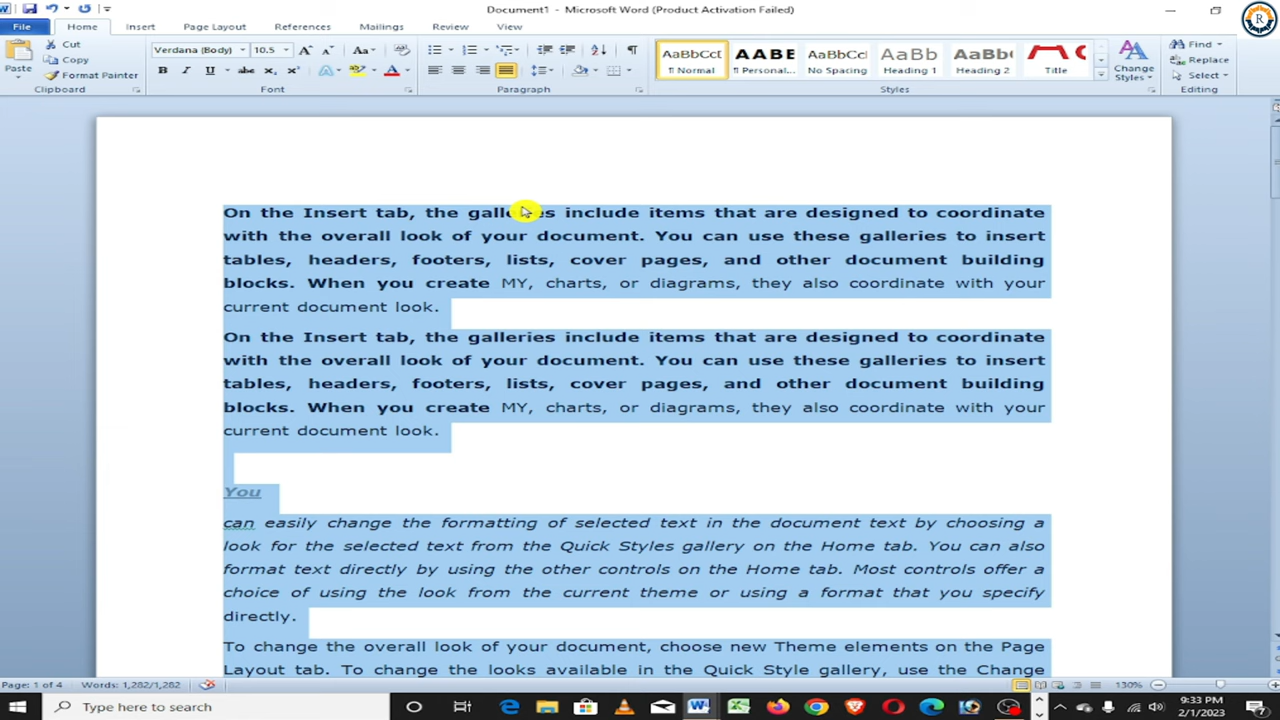 Document1 - Microsoft Word (Product Activation Failed)
File Home Insert Page Layout References Mailings Review View
Cut
Copy
Format Painter
Paste
Verdana (Body) 10.5
AaBbCcD AABE AaBbCcDd AaBb AaBbC
¶ Normal ¶ Personal... No Spacing Heading 1 Heading 2 Title
Change
Styles
Find
Replace
Select
Clipboard Font Paragraph Styles Editing
On the Insert tab, the galleries include items that are designed to coordinate
with the overall look of your document. You can use these galleries to insert
tables, headers, footers, lists, cover pages, and other document building
blocks. When you create MY, charts, or diagrams, they also coordinate with your
current document look.
On the Insert tab, the galleries include items that are designed to coordinate
with the overall look of your document. You can use these galleries to insert
tables, headers, footers, lists, cover pages, and other document building
blocks. When you create MY, charts, or diagrams, they also coordinate with your
current document look.
You
can easily change the formatting of selected text in the document text by choosing a
look for the selected text from the Quick Styles gallery on the Home tab. You can also
format text directly by using the other controls on the Home tab. Most controls offer a
choice of using the look from the current theme or using a format that you specify
directly.
To change the overall look of your document, choose new Theme elements on the Page
Layout tab. To change the looks available in the Quick Style gallery, use the Change
Page: 1 of 4 Words: 1,282/1,282 130%
Type here to search
9:33 PM
2/1/2023